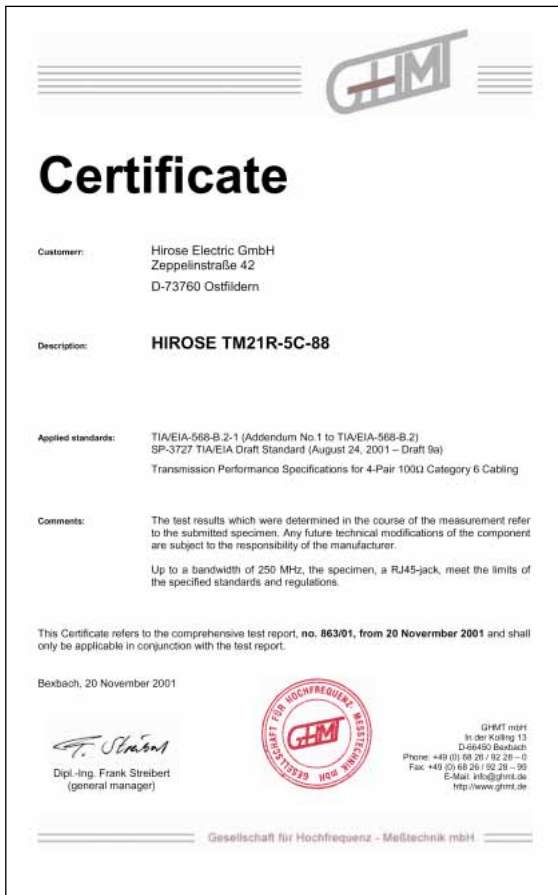 GHMT
Certificate
Customerr: Hirose Electric GmbH
Zeppelinstraße 42
D-73760 Ostfildern
Description: HIROSE TM21R-5C-88
Applied standards: TIA/EIA-568-B.2-1 (Addendum No.1 to TIA/EIA-568-B.2)
SP-3727 TIA/EIA Draft Standard (August 24, 2001 – Draft 9a)
Transmission Performance Specifications for 4-Pair 100Ω Category 6 Cabling
Comments: The test results which were determined in the course of the measurement refer
to the submitted specimen. Any future technical modifications of the component
are subject to the responsibility of the manufacturer.
Up to a bandwidth of 250 MHz, the specimen, a RJ45-jack, meet the limits of
the specified standards and regulations.
This Certificate refers to the comprehensive test report, no. 863/01, from 20 Novermber 2001 and shall
only be applicable in conjunction with the test report.
Bexbach, 20 November 2001
F. Streibert
Dipl.-Ing. Frank Streibert
(general manager)
GESELLSCHAFT FÜR HOCHFREQUENZ- MESSTECHNIK mbH
GHMT
GHMT mbH
In der Kolling 13
D-66450 Bexbach
Phone: +49 (0) 68 26 / 92 28 – 0
Fax: +49 (0) 68 26 / 92 28 – 99
E-Mail: info@ghmt.de
http://www.ghmt.de
Gesellschaft für Hochfrequenz - Meßtechnik mbH